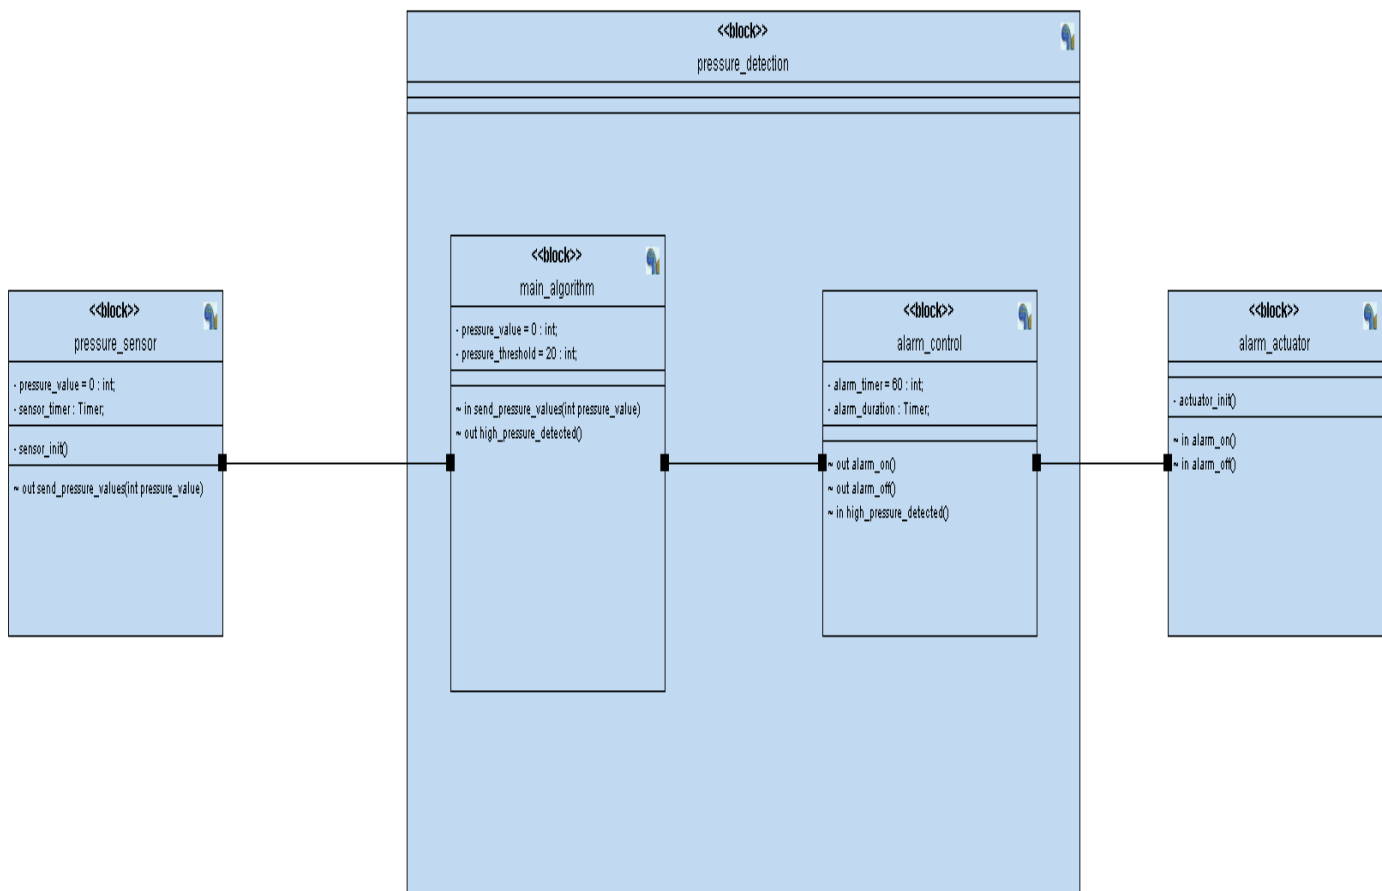 <<block>>
pressure_detection
<<block>>
pressure_sensor
- pressure_value = 0 : int;
- sensor_timer : Timer;
- sensor_init()
~ out send_pressure_values(int pressure_value)
<<block>>
main_algorithm
- pressure_value = 0 : int;
- pressure_threshold = 20 : int;
~ in send_pressure_values(int pressure_value)
~ out high_pressure_detected()
<<block>>
alarm_control
- alarm_timer = 60 : int;
- alarm_duration : Timer;
~ out alarm_on()
~ out alarm_off()
~ in high_pressure_detected()
<<block>>
alarm_actuator
- actuator_init()
~ in alarm_on()
~ in alarm_off()